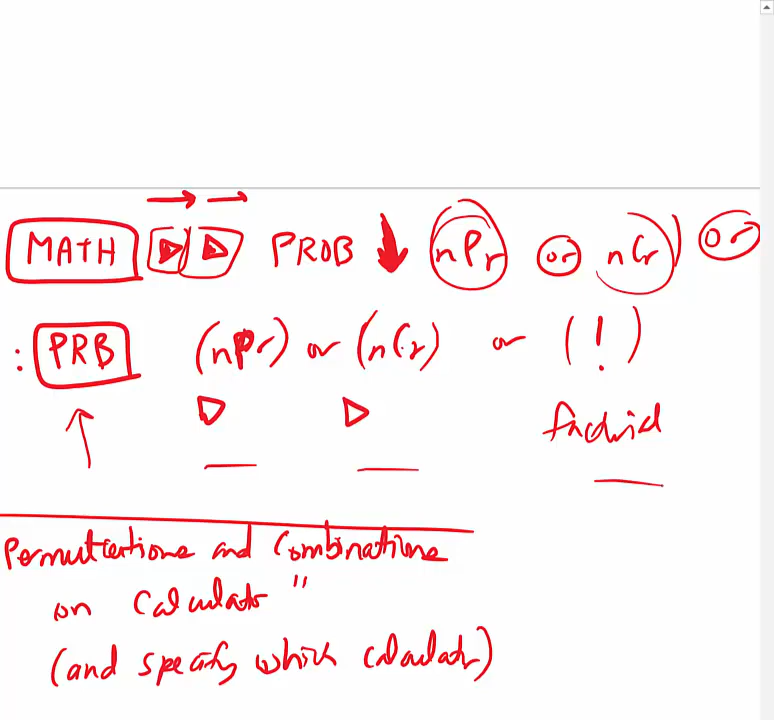 MATH ▷ ▷ PROB ↓ nPr or nCr) or
: PRB (nPr) or (nCr) or (!)
▷ ▷
Permutations and Combinations
on Calculator "
(and specify which calculator)